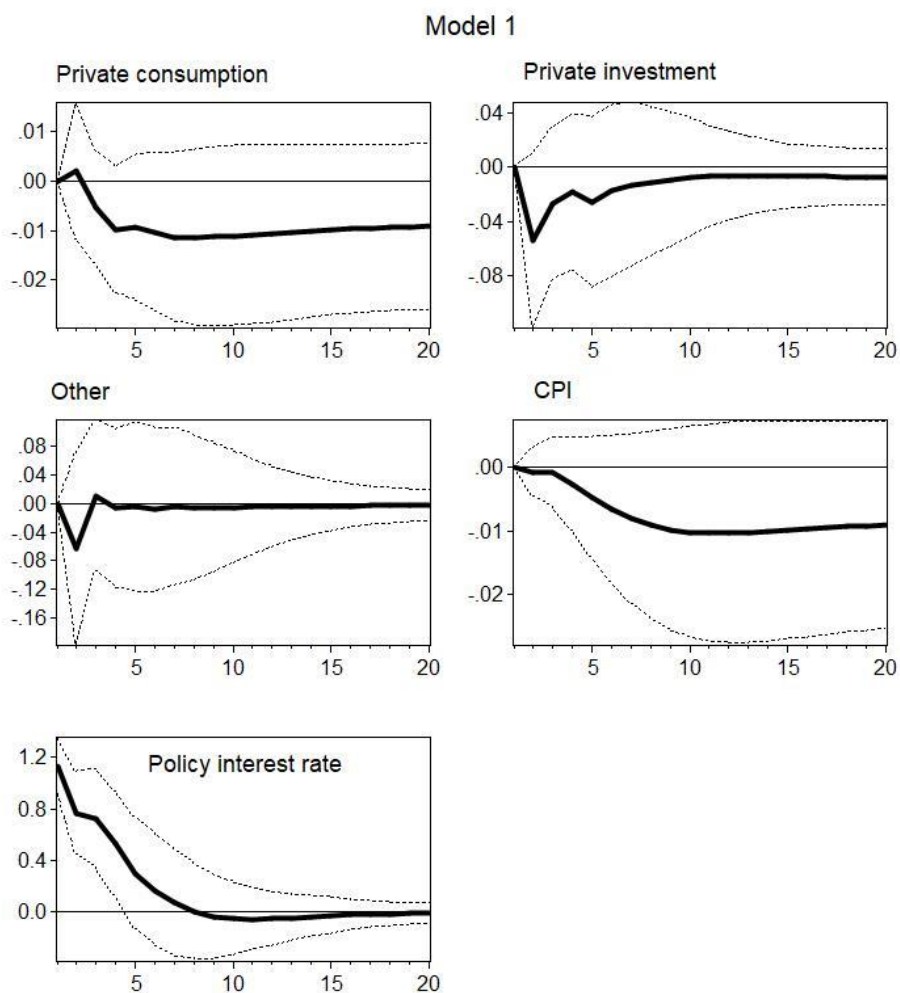 Model 1
Private consumption
.01
.00
-.01
-.02
5 10 15 20
Private investment
.04
.00
-.04
-.08
5 10 15 20
Other
.08
.04
.00
-.04
-.08
-.12
-.16
5 10 15 20
CPI
.00
-.01
-.02
5 10 15 20
Policy interest rate
1.2
0.8
0.4
0.0
5 10 15 20